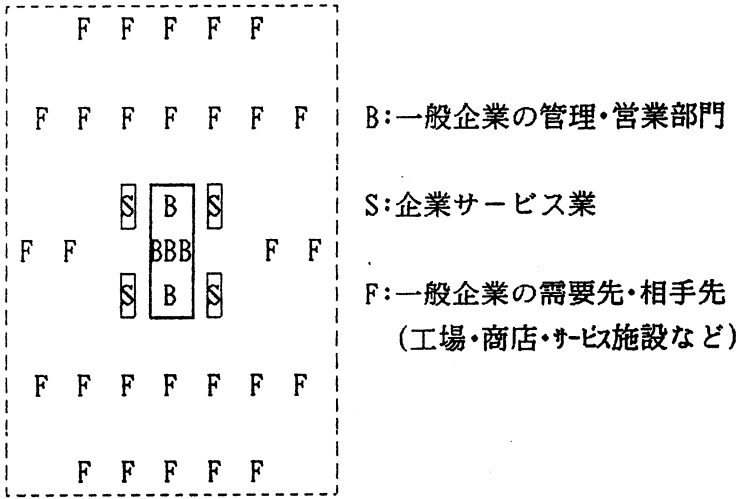 F F F F F
F F F F F F F
B:一般企業の管理・営業部門
S B S
S:企業サービス業
F F BBB F F
S B S
F:一般企業の需要先・相手先
(工場・商店・サービス施設など)
F F F F F F F
F F F F F